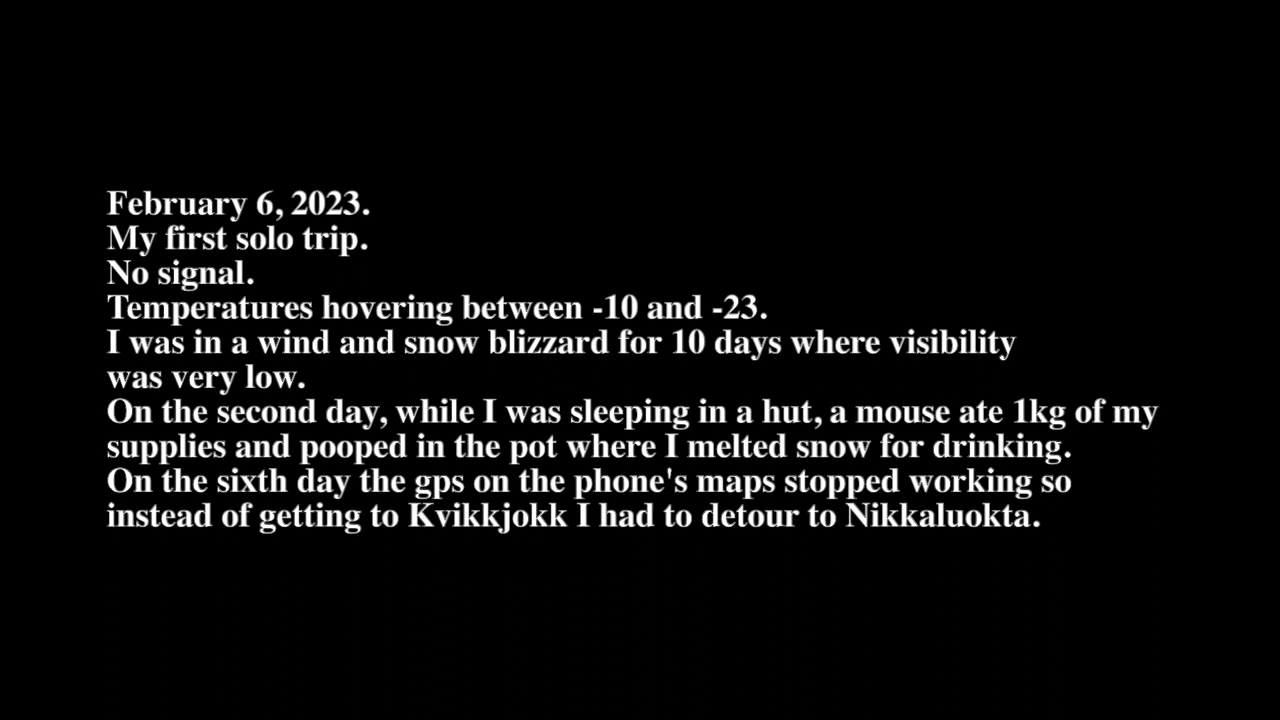 February 6, 2023.
My first solo trip.
No signal.
Temperatures hovering between -10 and -23.
I was in a wind and snow blizzard for 10 days where visibility
was very low.
On the second day, while I was sleeping in a hut, a mouse ate 1kg of my
supplies and pooped in the pot where I melted snow for drinking.
On the sixth day the gps on the phone's maps stopped working so
instead of getting to Kvikkjokk I had to detour to Nikkaluokta.